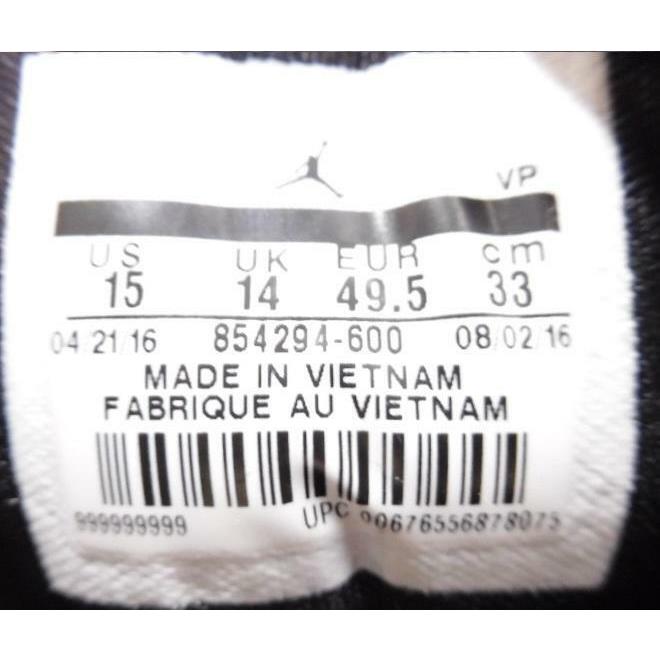 VP
US UK EUR cm
15 14 49.5 33
04/21/16 854294-600 08/02/16
MADE IN VIETNAM
FABRIQUE AU VIETNAM
999999999 UPC 00676556878075